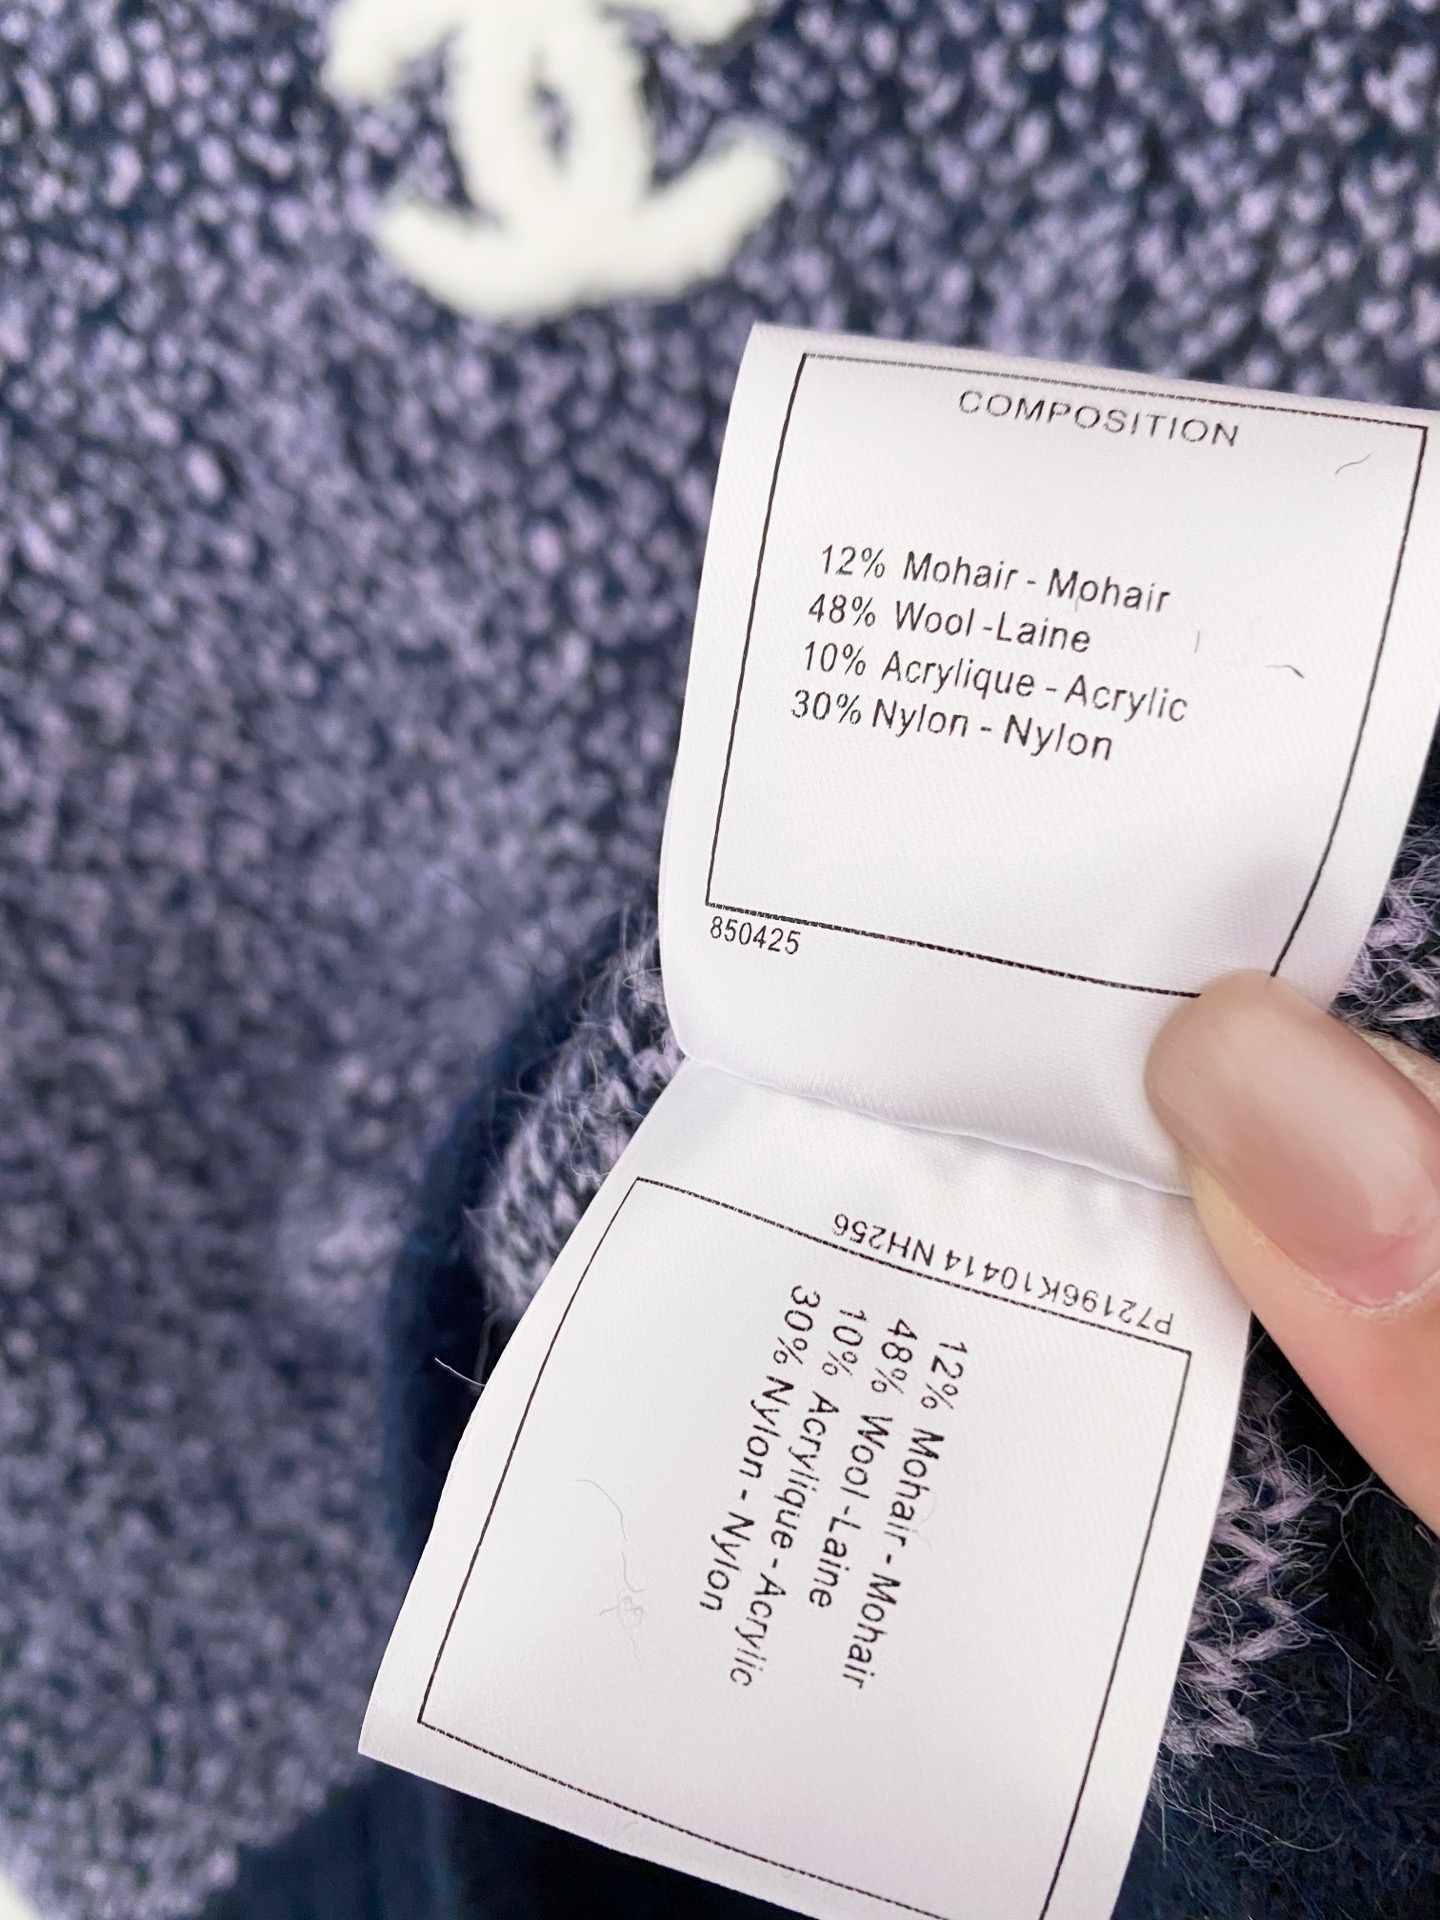 COMPOSITION
12% Mohair - Mohair
48% Wool -Laine
10% Acrylique - Acrylic
30% Nylon - Nylon
850425
P72196K10414 NH256
12% Mohair - Mohair
48% Wool -Laine
10% Acrylique - Acrylic
30% Nylon - Nylon